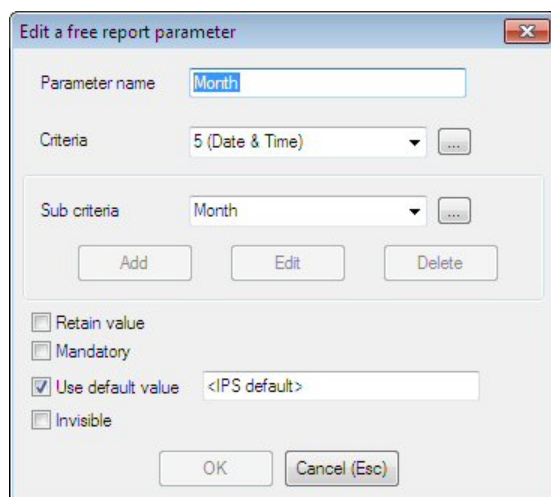 Edit a free report parameter
Parameter name Month
Criteria 5 (Date & Time) ...
Sub criteria Month ...
Add Edit Delete
Retain value
Mandatory
Use default value <IPS default>
Invisible
OK Cancel (Esc)